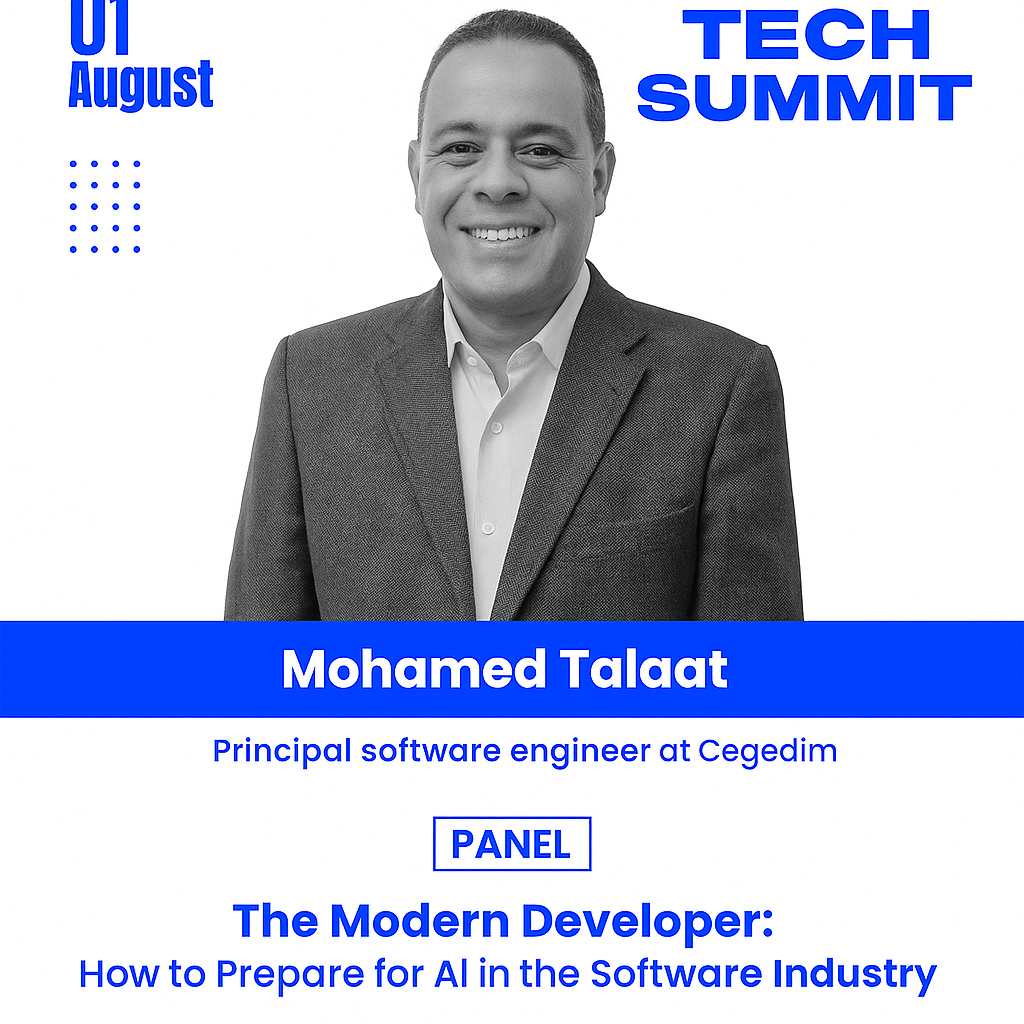 01
August
TECH
SUMMIT
Mohamed Talaat
Principal software engineer at Cegedim
PANEL
The Modern Developer:
How to Prepare for AI in the Software Industry